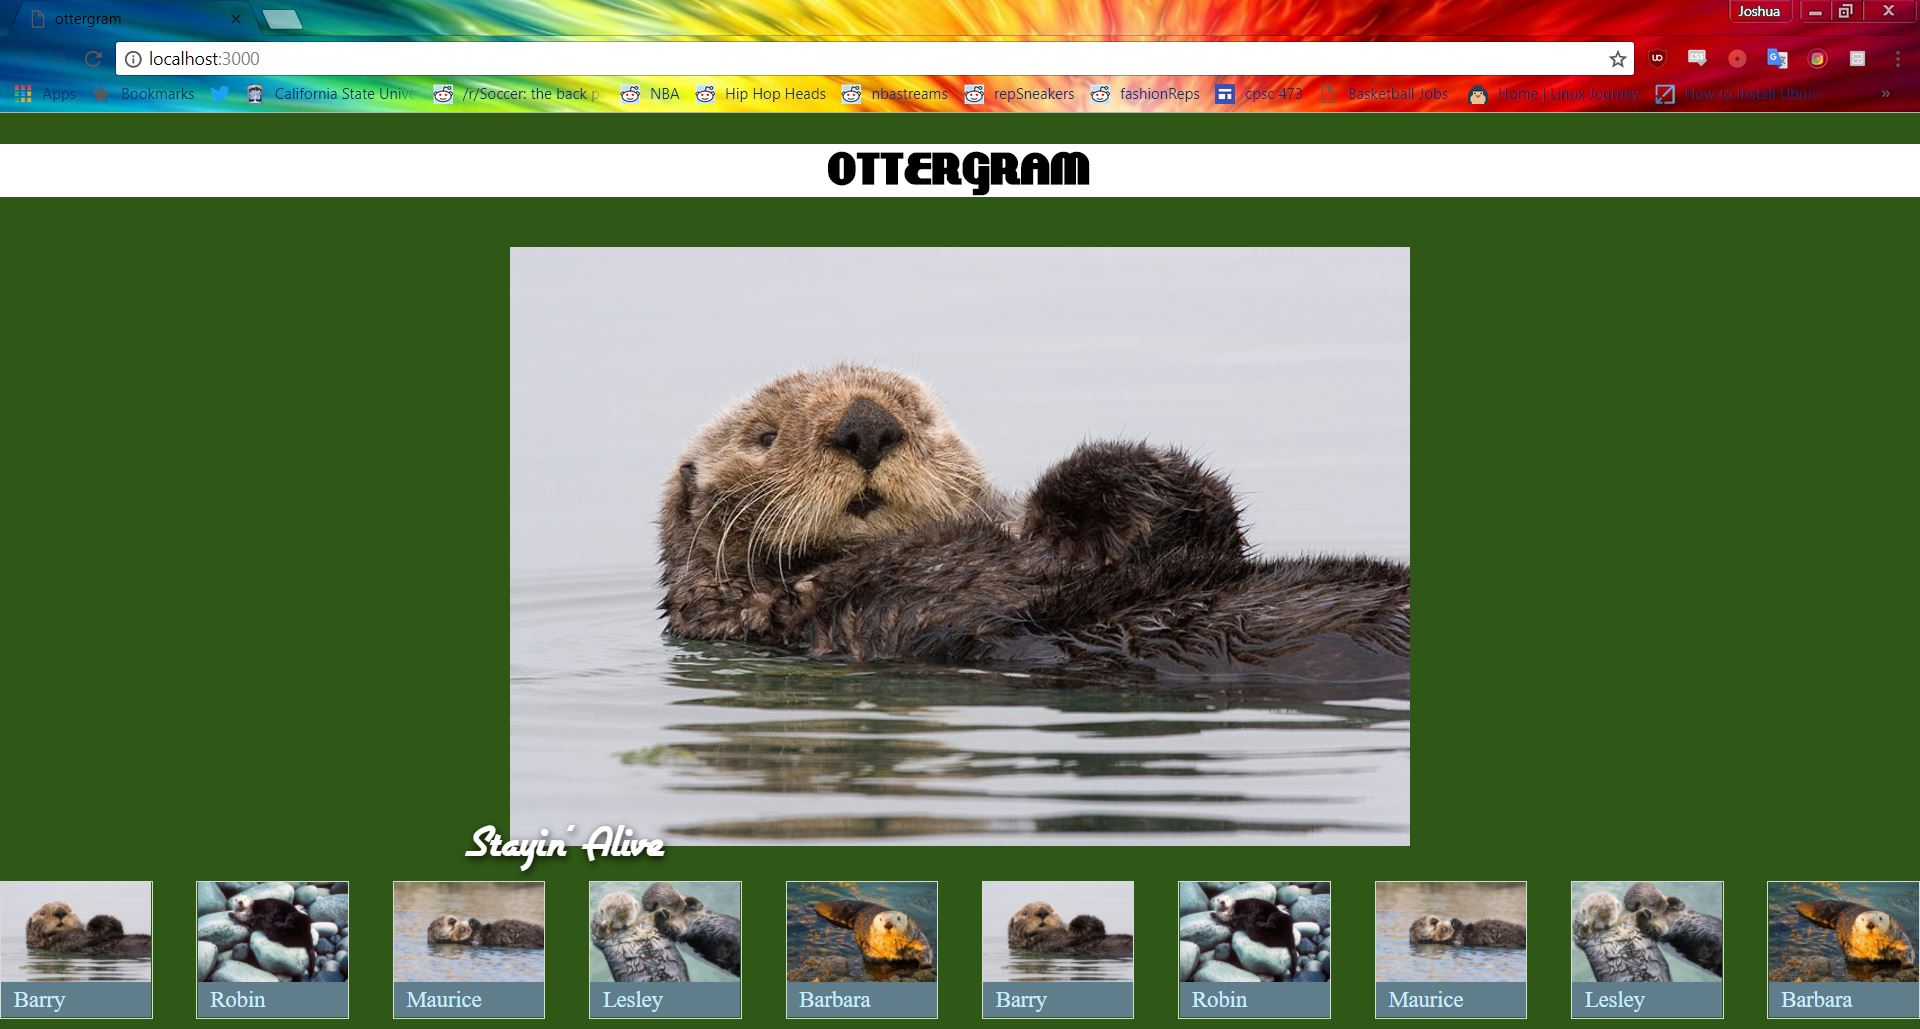 ottergram
Joshua
localhost:3000
Apps Bookmarks California State Unive /r/Soccer: the back p NBA Hip Hop Heads nbastreams repSneakers fashionReps cpsc 473 Basketball Jobs Home | Linux Journey How to Install Ubun »
OTTERGRAM
Stayin' Alive
Barry Robin Maurice Lesley Barbara Barry Robin Maurice Lesley Barbara